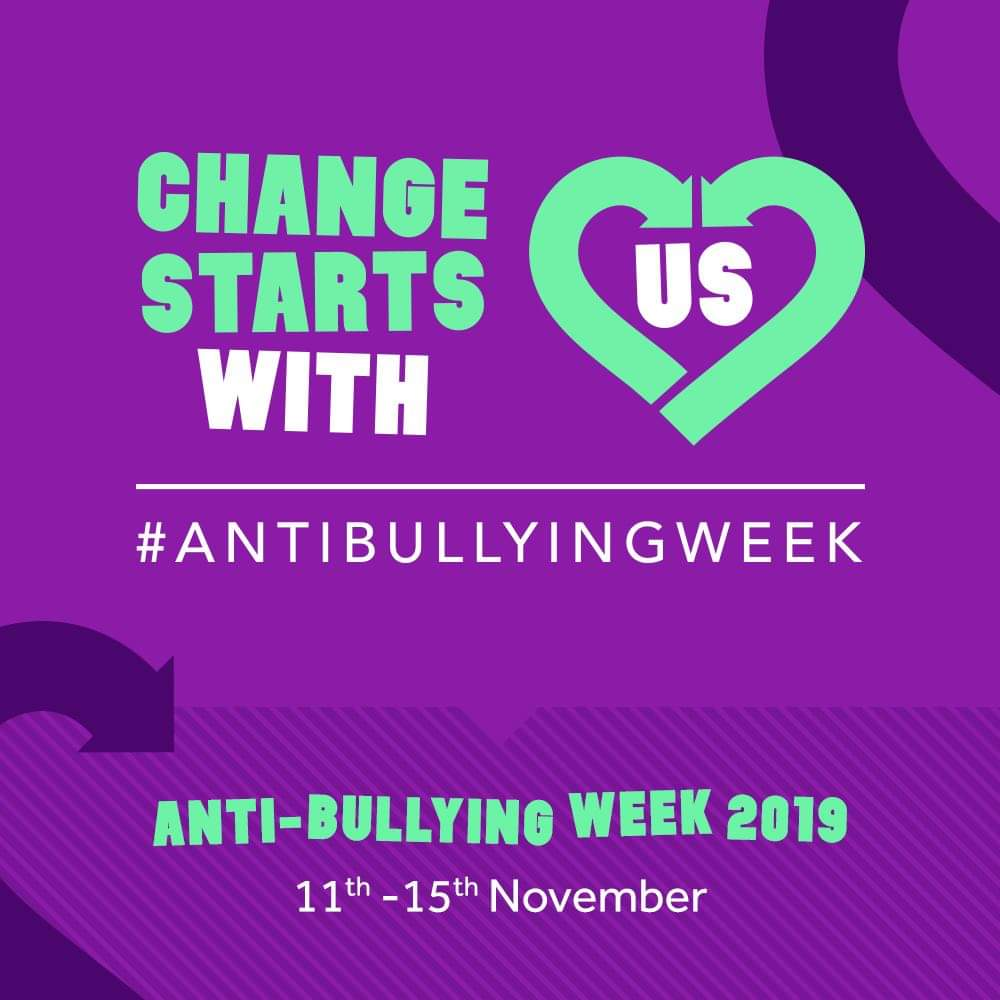 CHANGE
STARTS
WITH
US
#ANTIBULLYINGWEEK
ANTI-BULLYING WEEK 2019
11th -15th November